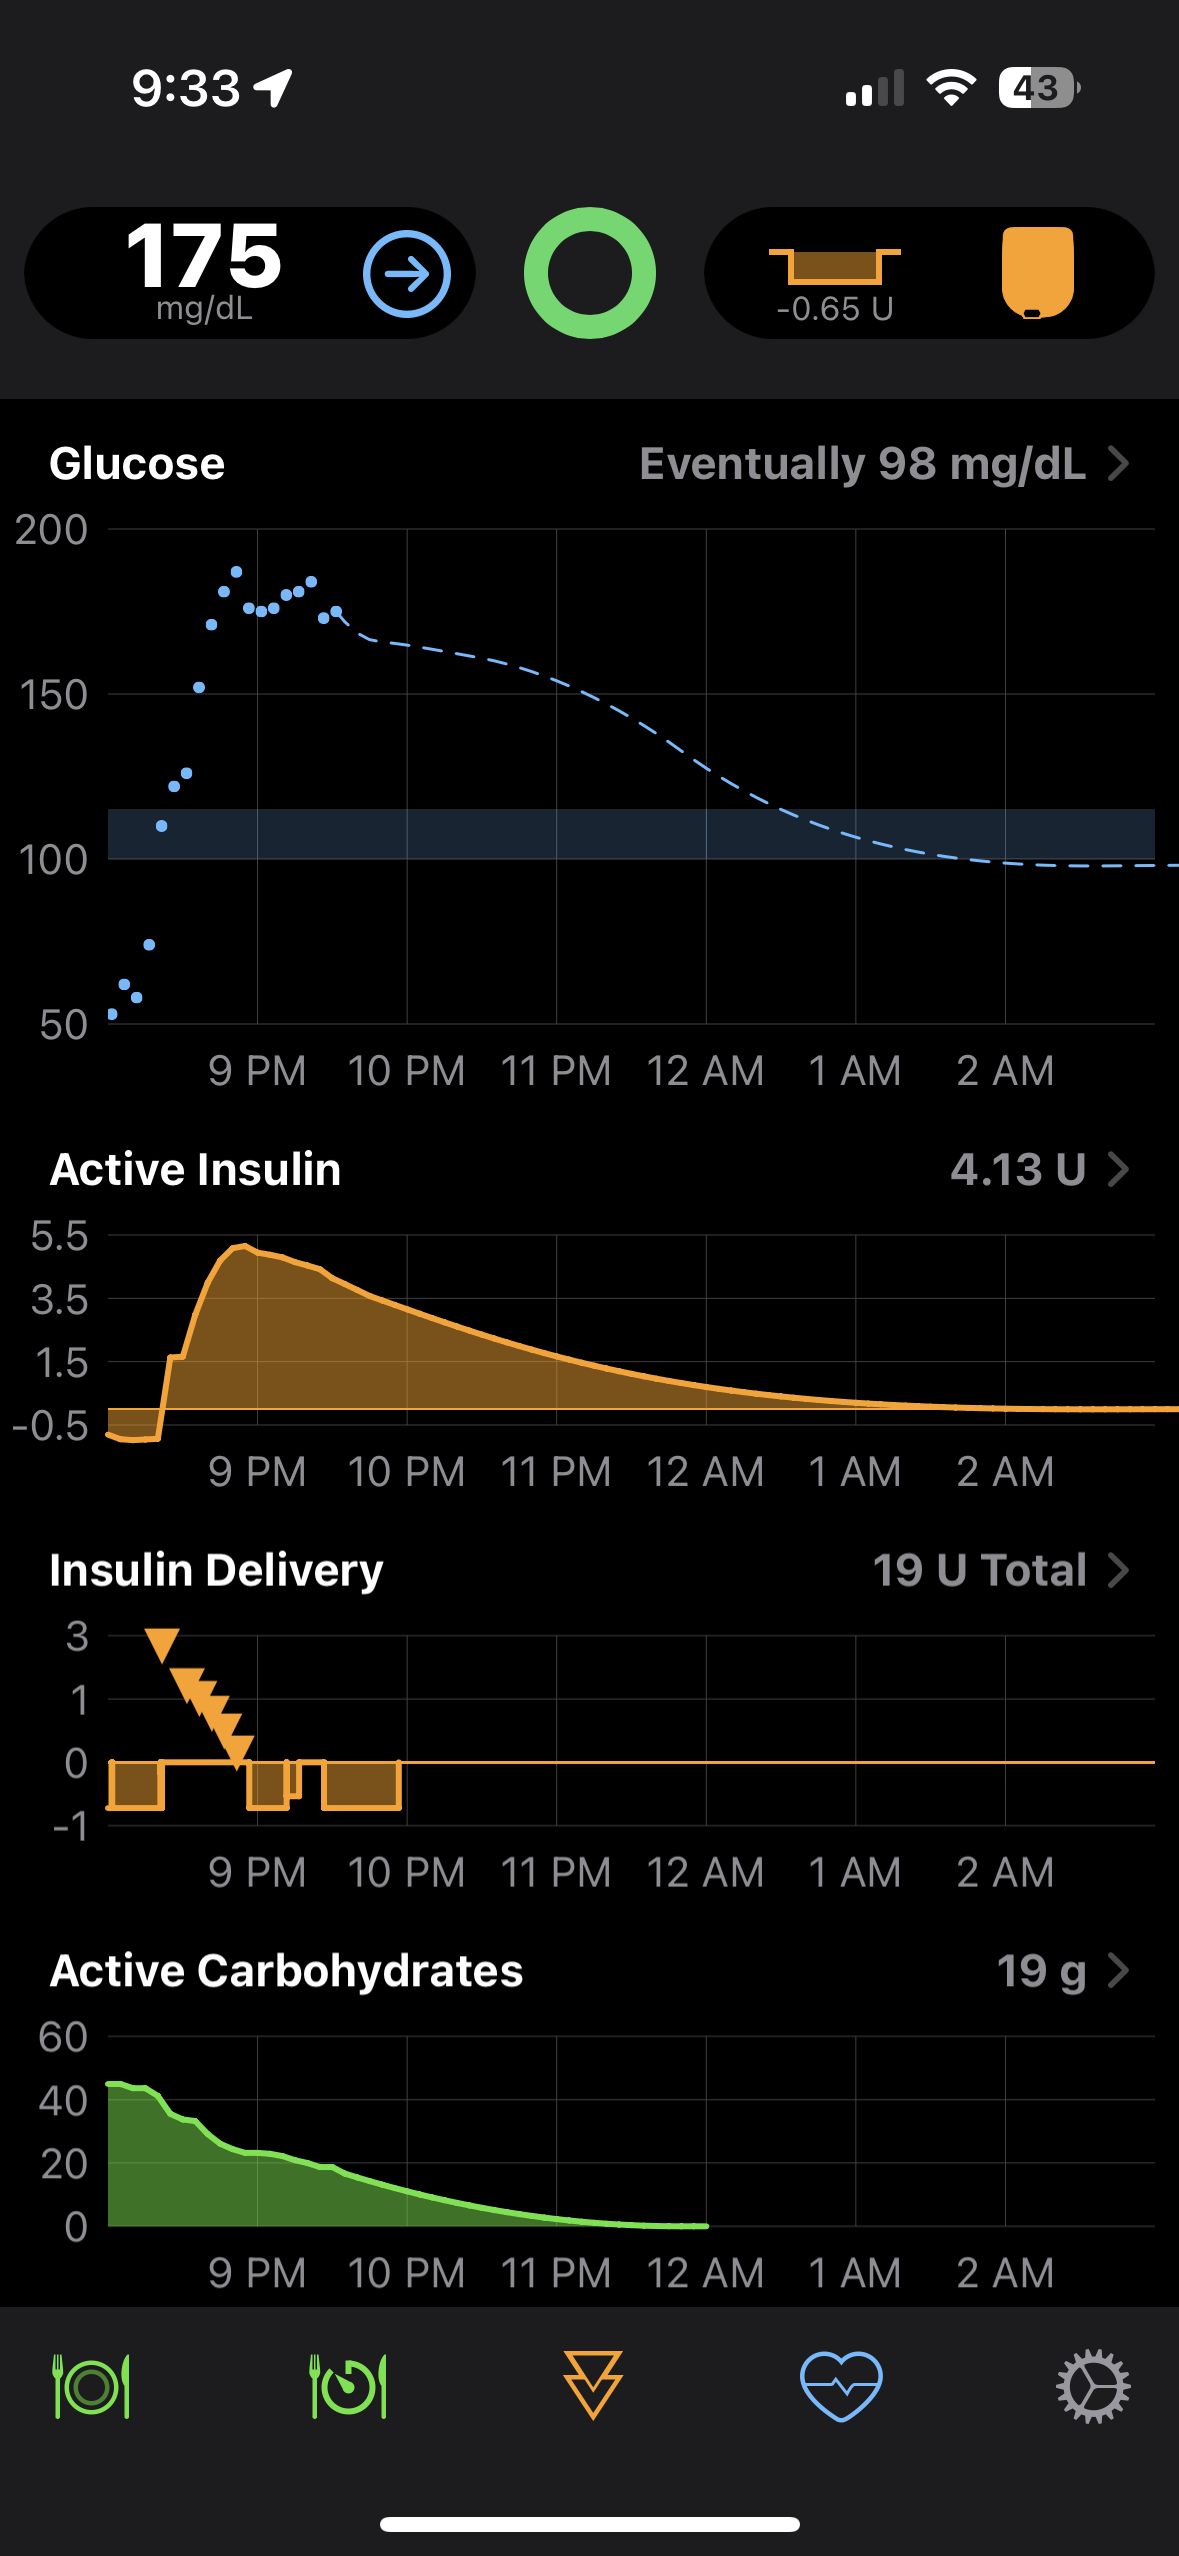 9:33 43
175
mg/dL
-0.65 U
Glucose Eventually 98 mg/dL
200
150
100
50
9 PM 10 PM 11 PM 12 AM 1 AM 2 AM
Active Insulin 4.13 U
5.5
3.5
1.5
-0.5
9 PM 10 PM 11 PM 12 AM 1 AM 2 AM
Insulin Delivery 19 U Total
3
1
0
-1
9 PM 10 PM 11 PM 12 AM 1 AM 2 AM
Active Carbohydrates 19 g
60
40
20
0
9 PM 10 PM 11 PM 12 AM 1 AM 2 AM